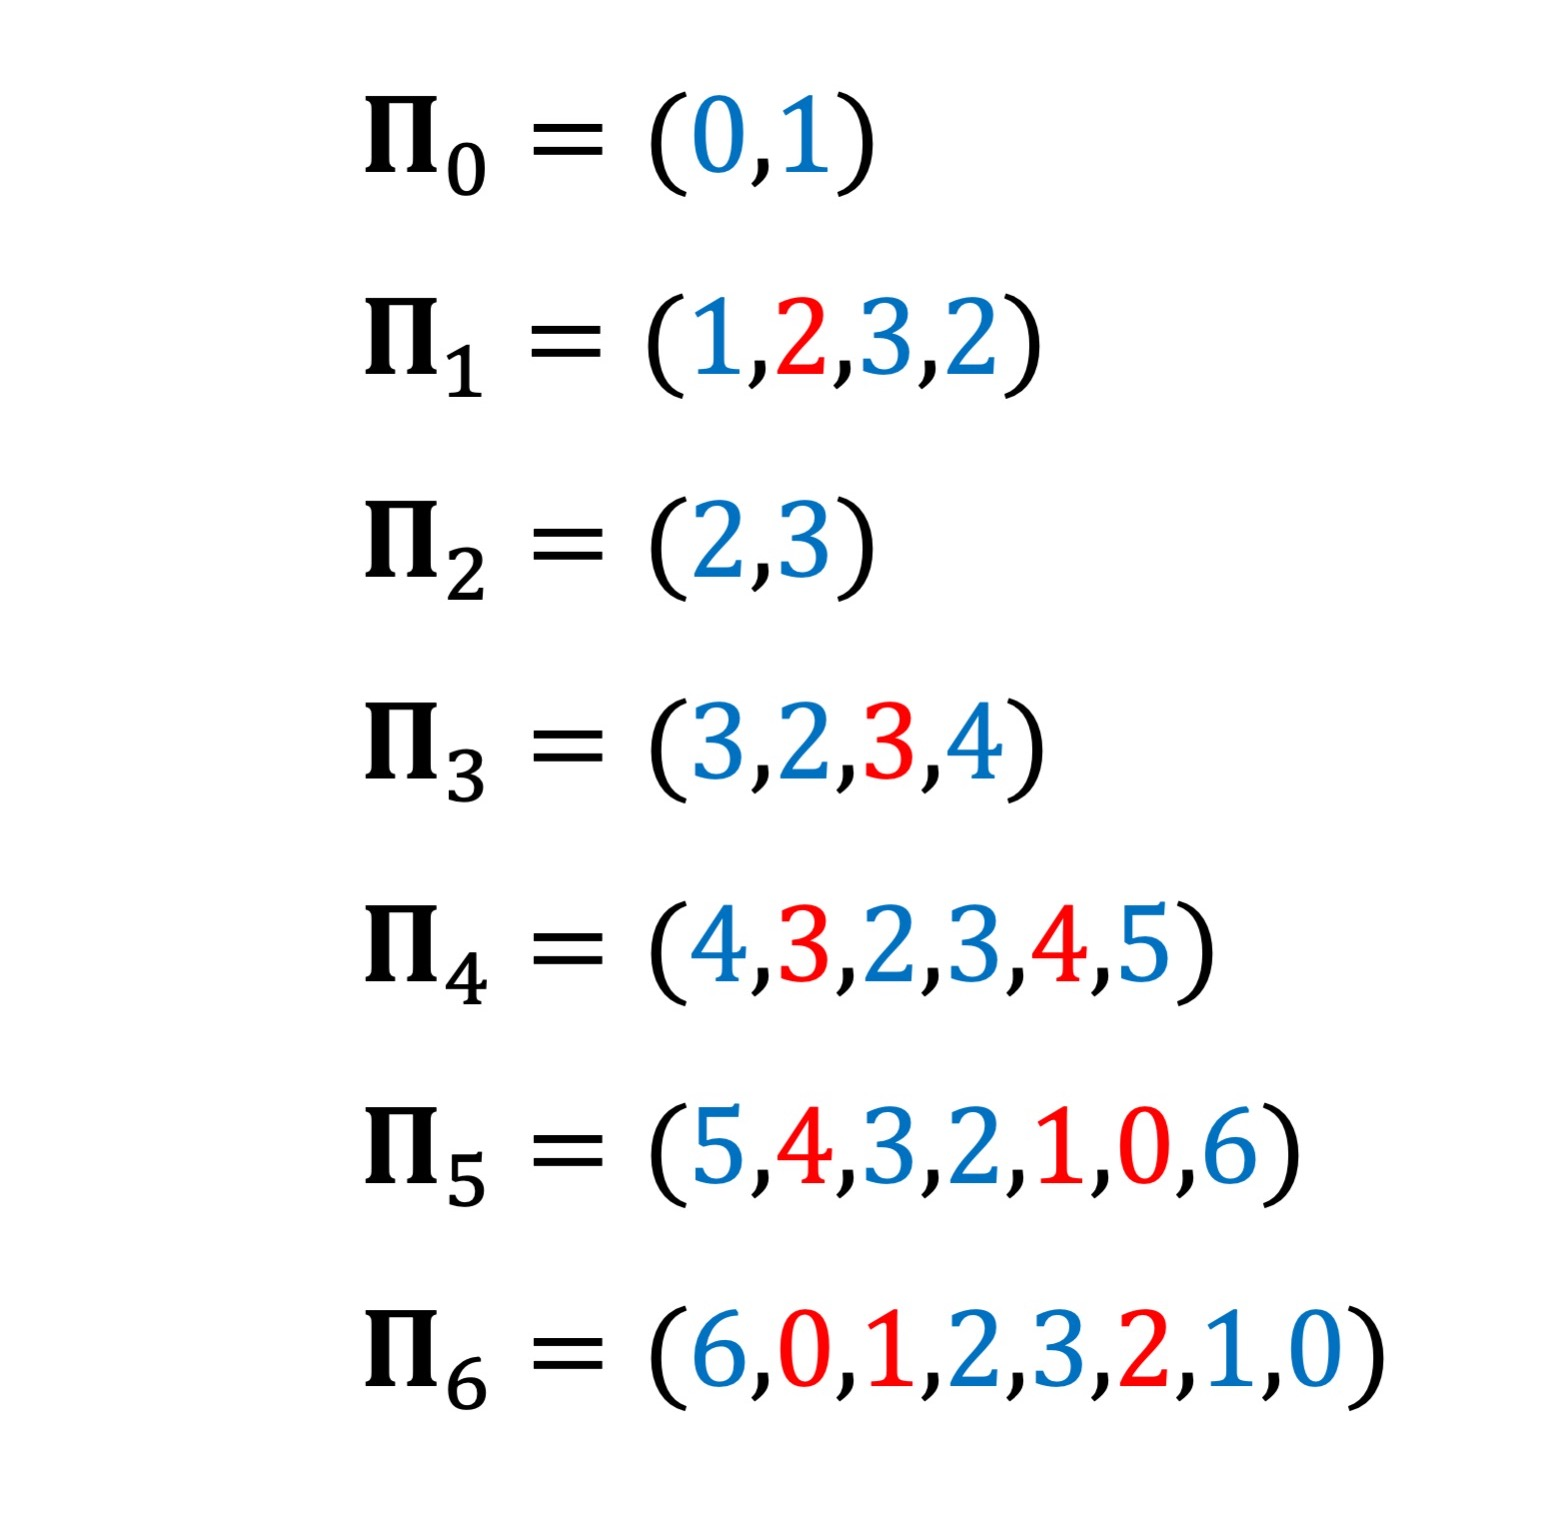 Π₀ = (0,1)
Π₁ = (1,2,3,2)
Π₂ = (2,3)
Π₃ = (3,2,3,4)
Π₄ = (4,3,2,3,4,5)
Π₅ = (5,4,3,2,1,0,6)
Π₆ = (6,0,1,2,3,2,1,0)